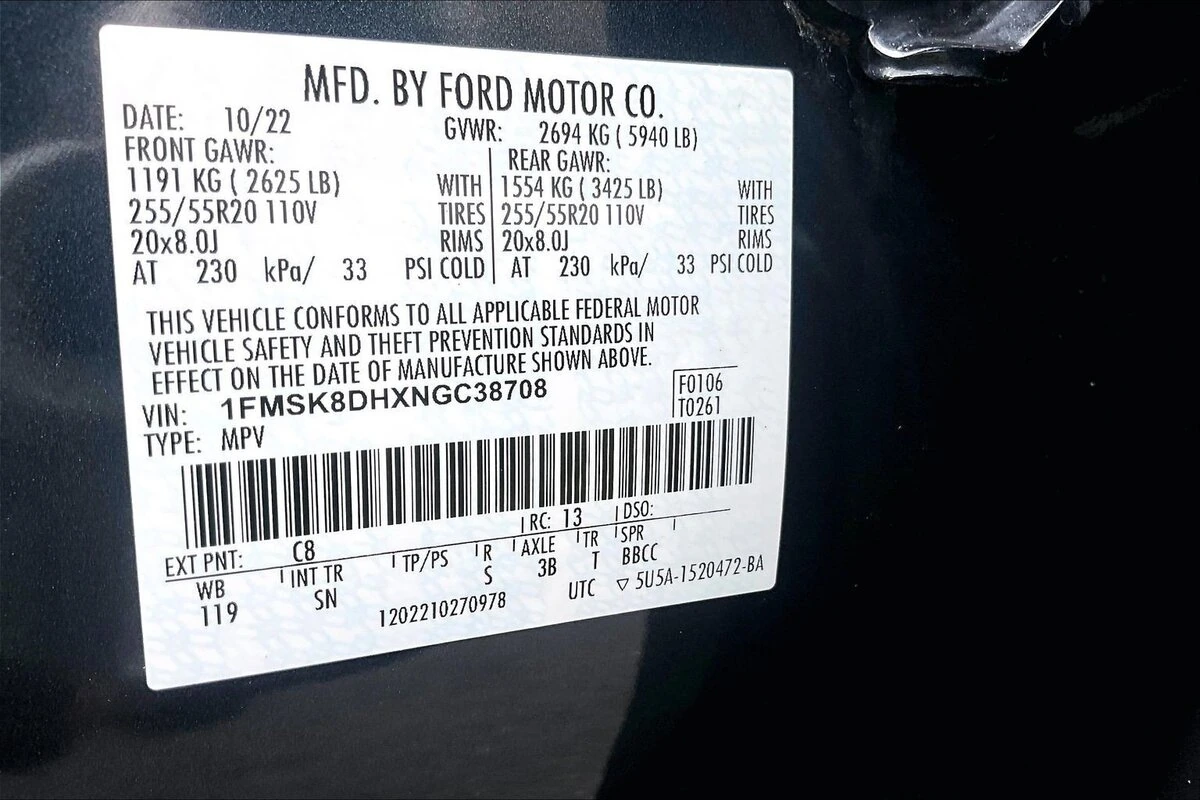 MFD. BY FORD MOTOR CO.
DATE: 10/22 GVWR: 2694 KG ( 5940 LB)
FRONT GAWR: REAR GAWR:
1191 KG ( 2625 LB) WITH 1554 KG ( 3425 LB) WITH
255/55R20 110V TIRES 255/55R20 110V TIRES
20x8.0J RIMS 20x8.0J RIMS
AT 230 kPa/ 33 PSI COLD AT 230 kPa/ 33 PSI COLD
THIS VEHICLE CONFORMS TO ALL APPLICABLE FEDERAL MOTOR
VEHICLE SAFETY AND THEFT PREVENTION STANDARDS IN
EFFECT ON THE DATE OF MANUFACTURE SHOWN ABOVE.
VIN: 1FMSK8DHXNGC38708 F0106
TYPE: MPV T0261
EXT PNT: C8 RC: 13 DSO:
WB INT TR TP/PS R AXLE TR SPR
119 SN S 3B T BBCC
1202210270978 UTC ▽ 5U5A-1520472-BA